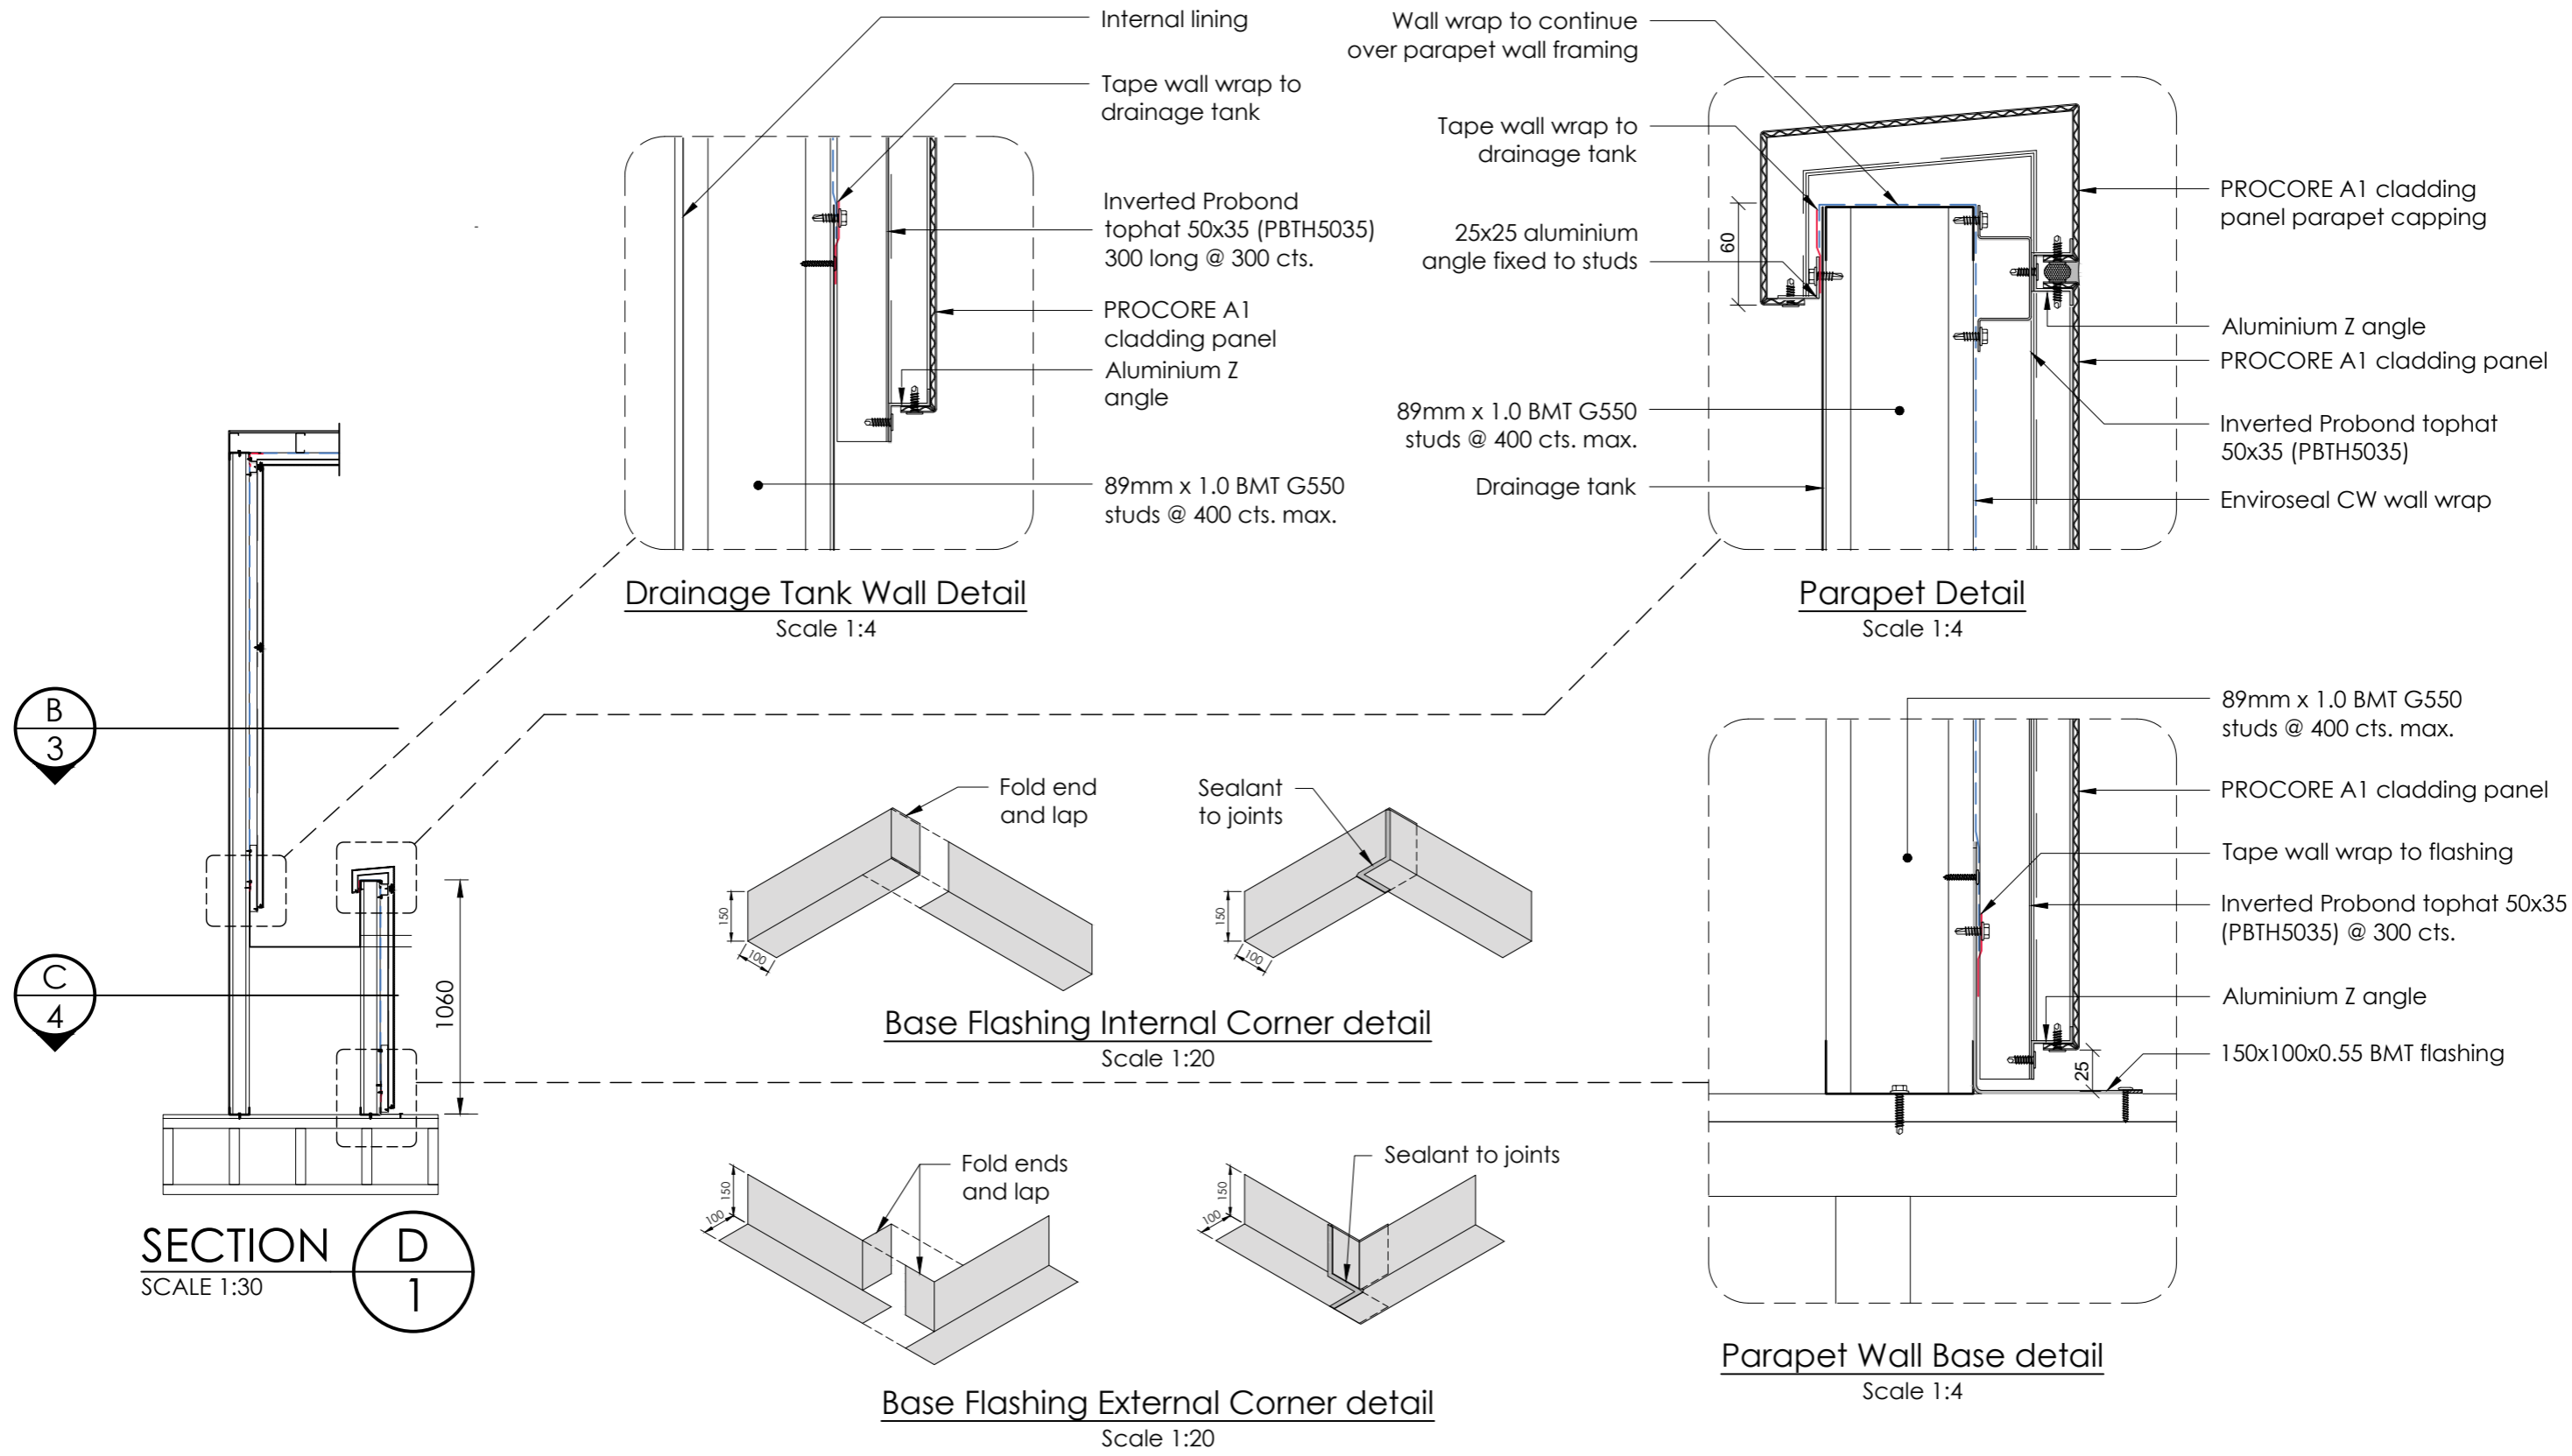 Internal lining
Tape wall wrap to
drainage tank
Inverted Probond
tophat 50x35 (PBTH5035)
300 long @ 300 cts.
PROCORE A1
cladding panel
Aluminium Z
angle
89mm x 1.0 BMT G550
studs @ 400 cts. max.
Drainage Tank Wall Detail
Scale 1:4
Wall wrap to continue
over parapet wall framing
Tape wall wrap to
drainage tank
25x25 aluminium
angle fixed to studs
60
89mm x 1.0 BMT G550
studs @ 400 cts. max.
Drainage tank
PROCORE A1 cladding
panel parapet capping
Aluminium Z angle
PROCORE A1 cladding panel
Inverted Probond tophat
50x35 (PBTH5035)
Enviroseal CW wall wrap
Parapet Detail
Scale 1:4
B
3
C
4
1060
SECTION
SCALE 1:30
D
1
Fold end
and lap
150
100
Sealant
to joints
150
100
Base Flashing Internal Corner detail
Scale 1:20
Fold ends
and lap
150
100
Sealant to joints
150
100
Base Flashing External Corner detail
Scale 1:20
89mm x 1.0 BMT G550
studs @ 400 cts. max.
PROCORE A1 cladding panel
Tape wall wrap to flashing
Inverted Probond tophat 50x35
(PBTH5035) @ 300 cts.
Aluminium Z angle
150x100x0.55 BMT flashing
25
Parapet Wall Base detail
Scale 1:4